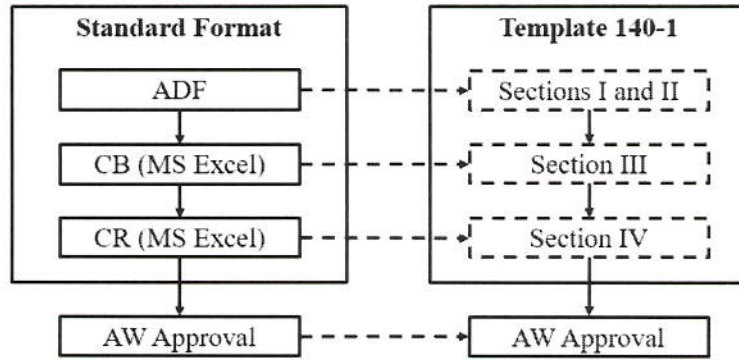 Standard Format
ADF
CB (MS Excel)
CR (MS Excel)
AW Approval
Template 140-1
Sections I and II
Section III
Section IV
AW Approval